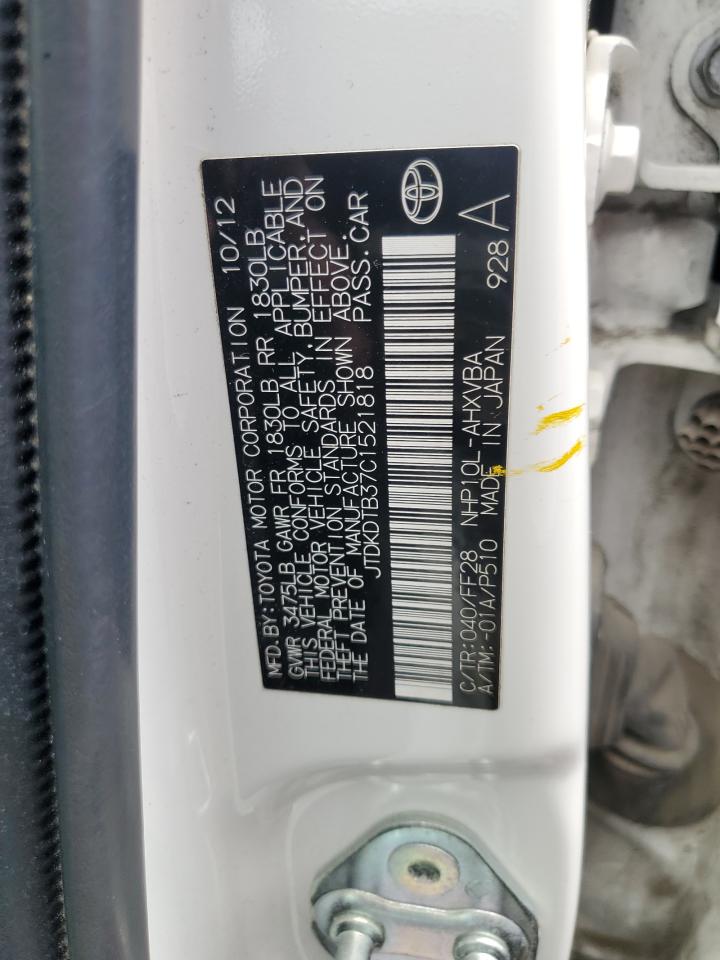 MFD.BY:TOYOTA MOTOR CORPORATION 10/12
GVWR 3475LB GAWR FR 1830LB RR 1830LB
THIS VEHICLE CONFORMS TO ALL APPLICABLE
FEDERAL MOTOR VEHICLE SAFETY, BUMPER, AND
THEFT PREVENTION STANDARDS IN EFFECT ON
THE DATE OF MANUFACTURE SHOWN ABOVE.
JTDKDTB37C1521818 PASS.CAR
C/TR:040/FF28 NHP10L-AHXVBA 928 A
A/TM:-01A/P510 MADE IN JAPAN